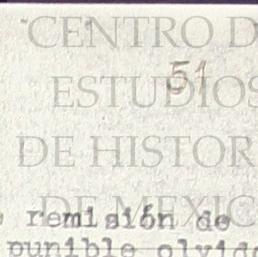 CENTRO D
51
ESTUDIOS
DE HISTOR
DE MEXIC
remisión de
punible olvido